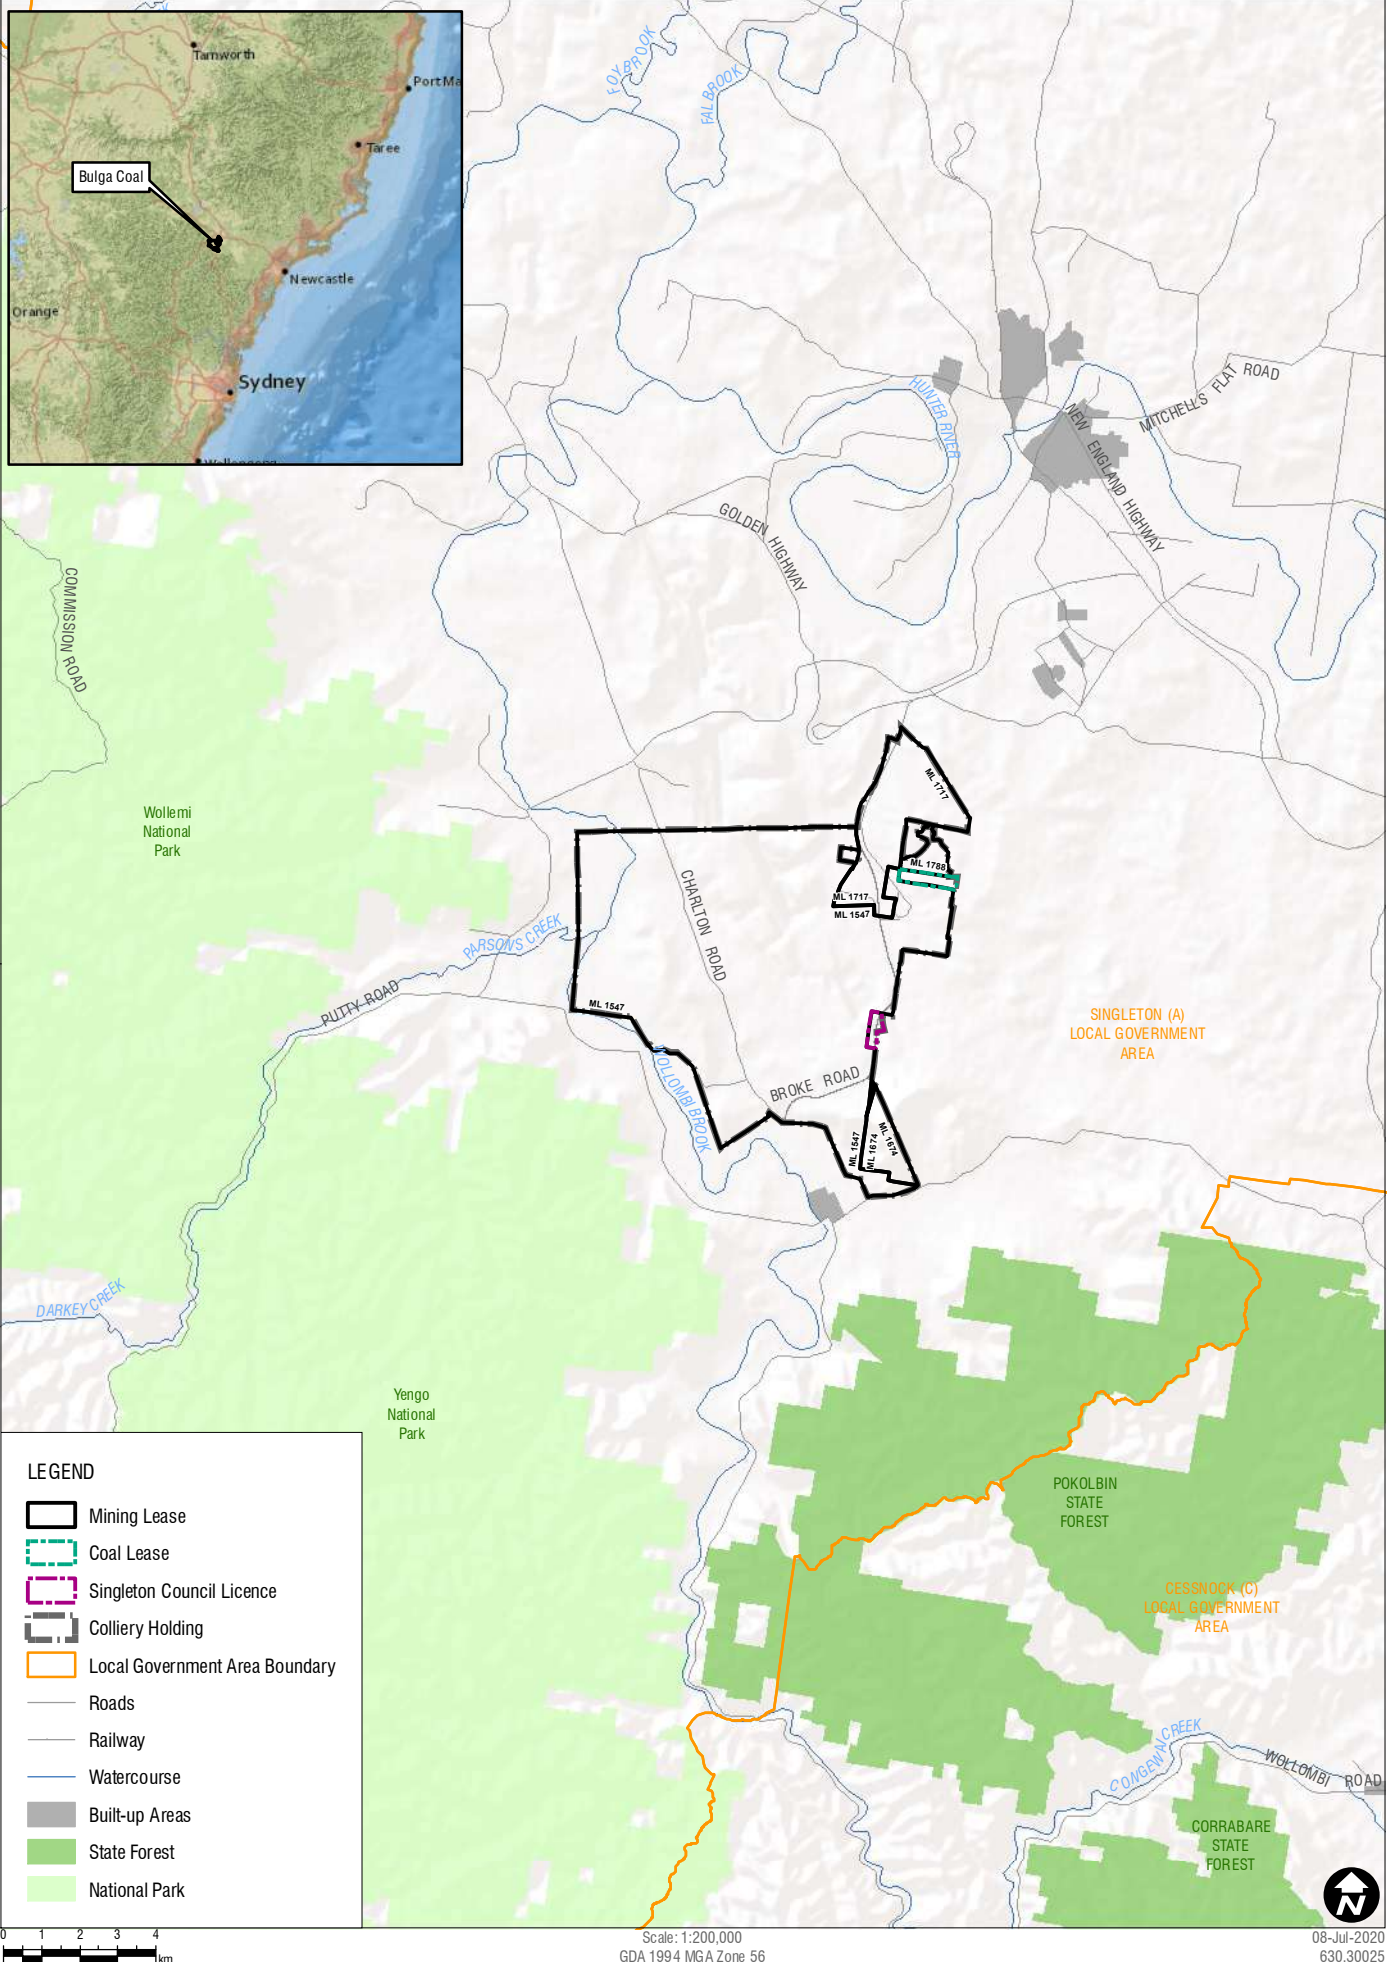 Tamworth
Port Ma
Taree
Bulga Coal
Newcastle
Orange
Sydney
Wollongong
FOY BROOK
FAL BROOK
HUNTER RIVER
MITCHELLS FLAT ROAD
NEW ENGLAND HIGHWAY
GOLDEN HIGHWAY
COMMISSION ROAD
Wollemi
National
Park
ML 1717
ML 1788
ML 1717
ML 1547
CHARLTON ROAD
PARSONS CREEK
PUTTY ROAD
ML 1547
SINGLETON (A)
LOCAL GOVERNMENT
AREA
WOLLOMBI BROOK
BROKE ROAD
ML 1547
ML 1674
ML 1674
DARKEY CREEK
Yengo
National
Park
POKOLBIN
STATE
FOREST
CESSNOCK (C)
LOCAL GOVERNMENT
AREA
CONGEWAI CREEK
WOLLOMBI ROAD
CORRABARE
STATE
FOREST
LEGEND
Mining Lease
Coal Lease
Singleton Council Licence
Colliery Holding
Local Government Area Boundary
Roads
Railway
Watercourse
Built-up Areas
State Forest
National Park
N
0 1 2 3 4
km
Scale: 1:200,000
GDA 1994 MGA Zone 56
08-Jul-2020
630.30025